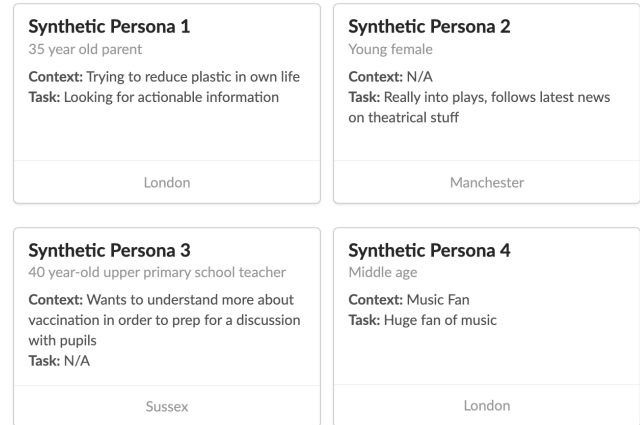 Synthetic Persona 1
35 year old parent
Context: Trying to reduce plastic in own life
Task: Looking for actionable information
London
Synthetic Persona 2
Young female
Context: N/A
Task: Really into plays, follows latest news
on theatrical stuff
Manchester
Synthetic Persona 3
40 year-old upper primary school teacher
Context: Wants to understand more about
vaccination in order to prep for a discussion
with pupils
Task: N/A
Sussex
Synthetic Persona 4
Middle age
Context: Music Fan
Task: Huge fan of music
London